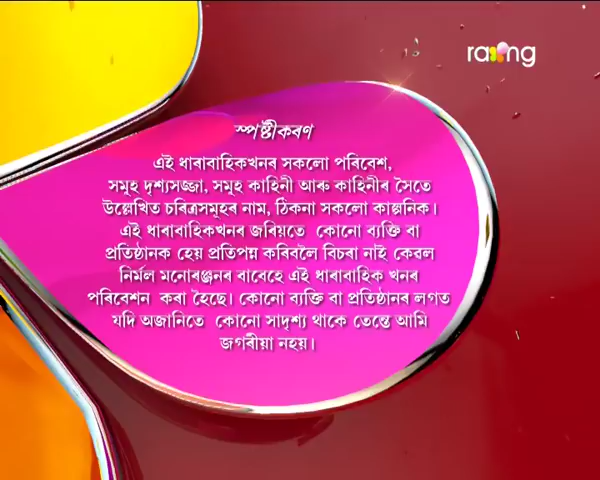 rang
স্পষ্টীকৰণ
এই ধাৰাবাহিকখনৰ সকলো পৰিবেশ,
সমূহ দৃশ্যসজ্জা, সমূহ কাহিনী আৰু কাহিনীৰ সৈতে
উল্লেখিত চৰিত্ৰসমূহৰ নাম, ঠিকনা সকলো কাল্পনিক।
এই ধাৰাবাহিকখনৰ জৰিয়তে কোনো ব্যক্তি বা
প্ৰতিষ্ঠানক হেয় প্ৰতিপন্ন কৰিবলৈ বিচৰা নাই কেৱল
নিৰ্মল মনোৰঞ্জনৰ বাবেহে এই ধাৰাবাহিক খনৰ
পৰিবেশন কৰা হৈছে। কোনো ব্যক্তি বা প্ৰতিষ্ঠানৰ লগত
যদি অজানিতে কোনো সাদৃশ্য থাকে তেন্তে আমি
জগৰীয়া নহয়।